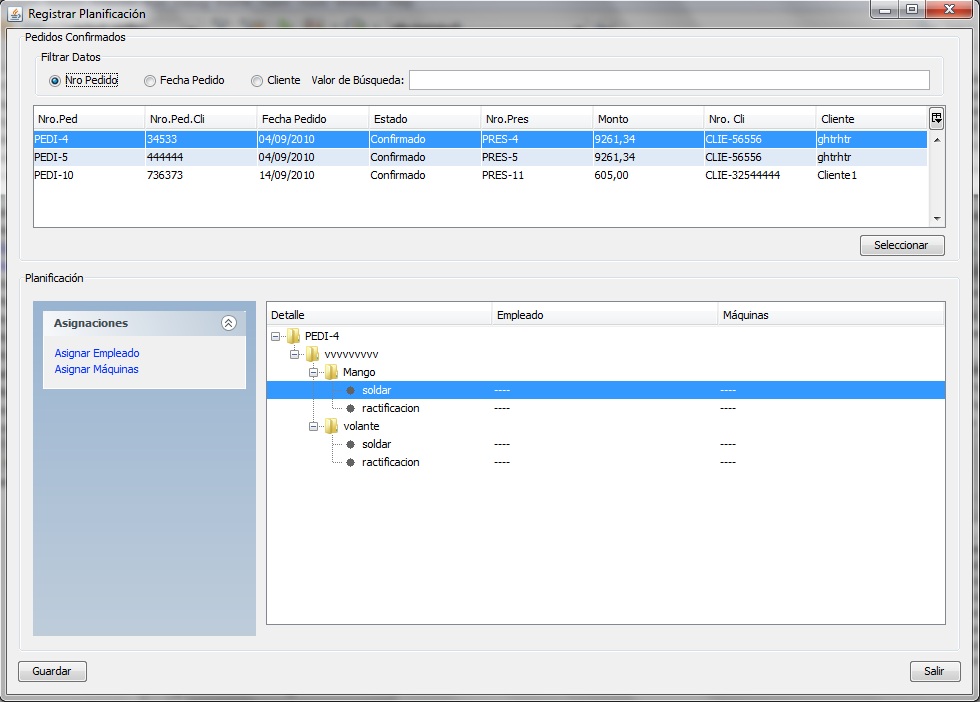 Registrar Planificación
Pedidos Confirmados
Filtrar Datos
Nro Pedido Fecha Pedido Cliente Valor de Búsqueda:
Nro.Ped Nro.Ped.Cli Fecha Pedido Estado Nro.Pres Monto Nro. Cli Cliente
PEDI-4 34533 04/09/2010 Confirmado PRES-4 9261,34 CLIE-56556 ghtrhtr
PEDI-5 444444 04/09/2010 Confirmado PRES-5 9261,34 CLIE-56556 ghtrhtr
PEDI-10 736373 14/09/2010 Confirmado PRES-11 605,00 CLIE-32544444 Cliente1
Seleccionar
Planificación
Asignaciones
Asignar Empleado
Asignar Máquinas
Detalle Empleado Máquinas
PEDI-4
vvvvvvvvv
Mango
soldar ---- ----
ractificacion ---- ----
volante
soldar ---- ----
ractificacion ---- ----
Guardar Salir